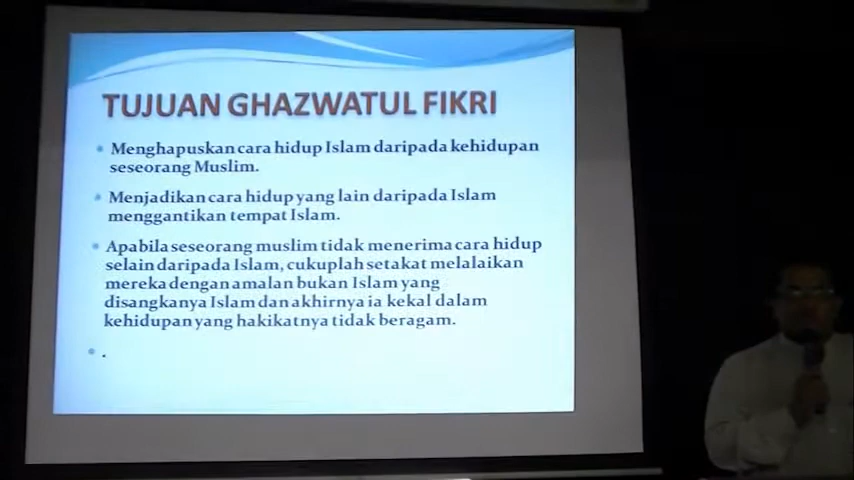 TUJUAN GHAZWATUL FIKRI
• Menghapuskan cara hidup Islam daripada kehidupan
seseorang Muslim.
• Menjadikan cara hidup yang lain daripada Islam
menggantikan tempat Islam.
• Apabila seseorang muslim tidak menerima cara hidup
selain daripada Islam, cukuplah setakat melalaikan
mereka dengan amalan bukan Islam yang
disangkanya Islam dan akhirnya ia kekal dalam
kehidupan yang hakikatnya tidak beragam.
• .